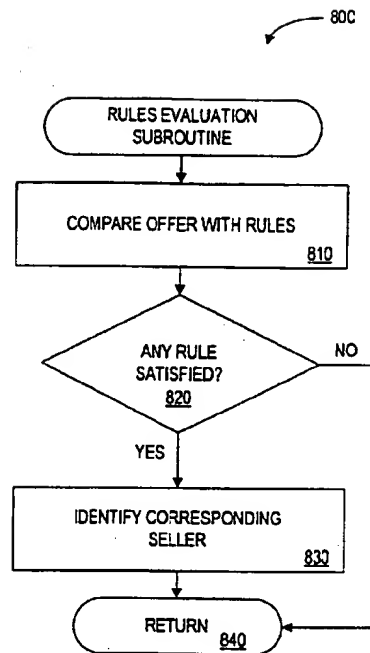 800
RULES EVALUATION
SUBROUTINE
COMPARE OFFER WITH RULES
810
ANY RULE
SATISFIED?
820
NO
YES
IDENTIFY CORRESPONDING
SELLER
830
RETURN
840